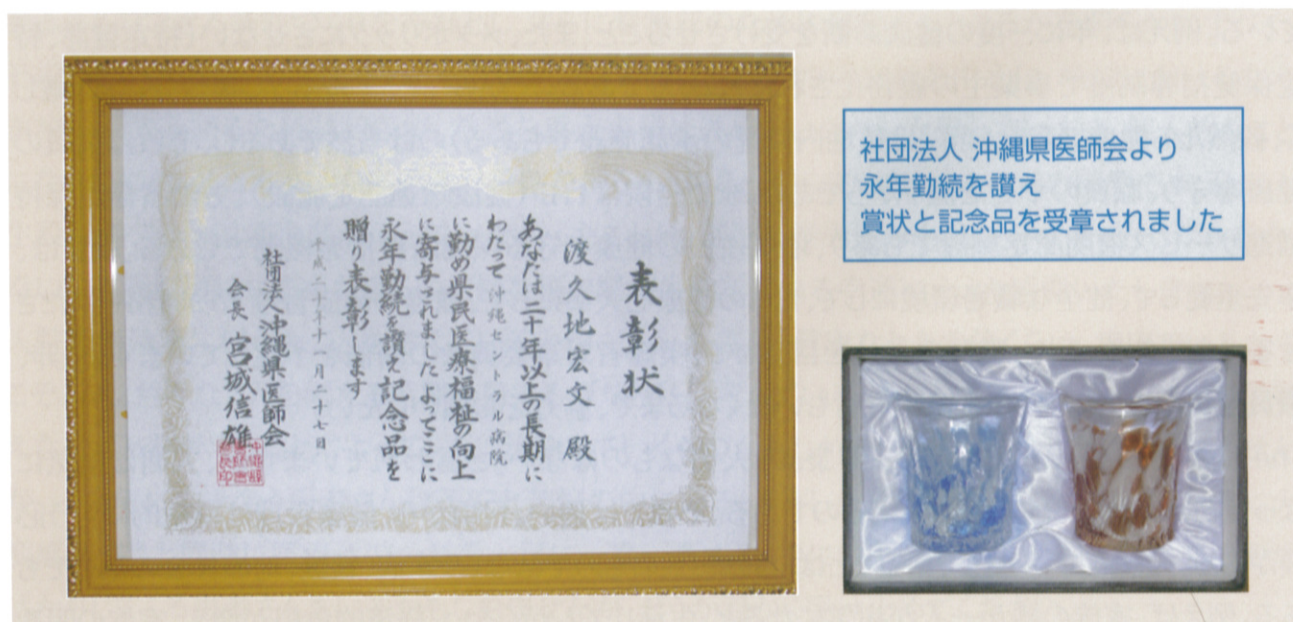 表彰状
渡久地宏文 殿
あなたは二十年以上の長期に
わたって沖縄セントラル病院
に勤め県民医療福祉の向上
に寄与されました よってここに
永年勤続を讃え記念品を
贈り表彰します
平成二十年十一月二十七日
社団法人沖縄県医師会
会長 宮城信雄
社団法人 沖縄県医師会より
永年勤続を讃え
賞状と記念品を受章されました